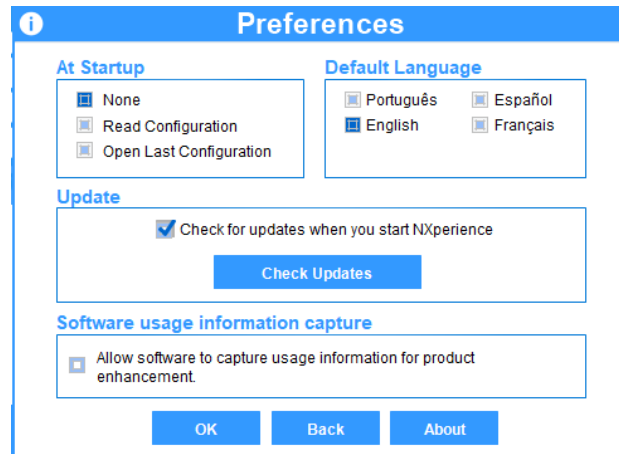 Preferences
At Startup
None
Read Configuration
Open Last Configuration
Default Language
Português
Español
English
Français
Update
Check for updates when you start NXperience
Check Updates
Software usage information capture
Allow software to capture usage information for product
enhancement.
OK
Back
About